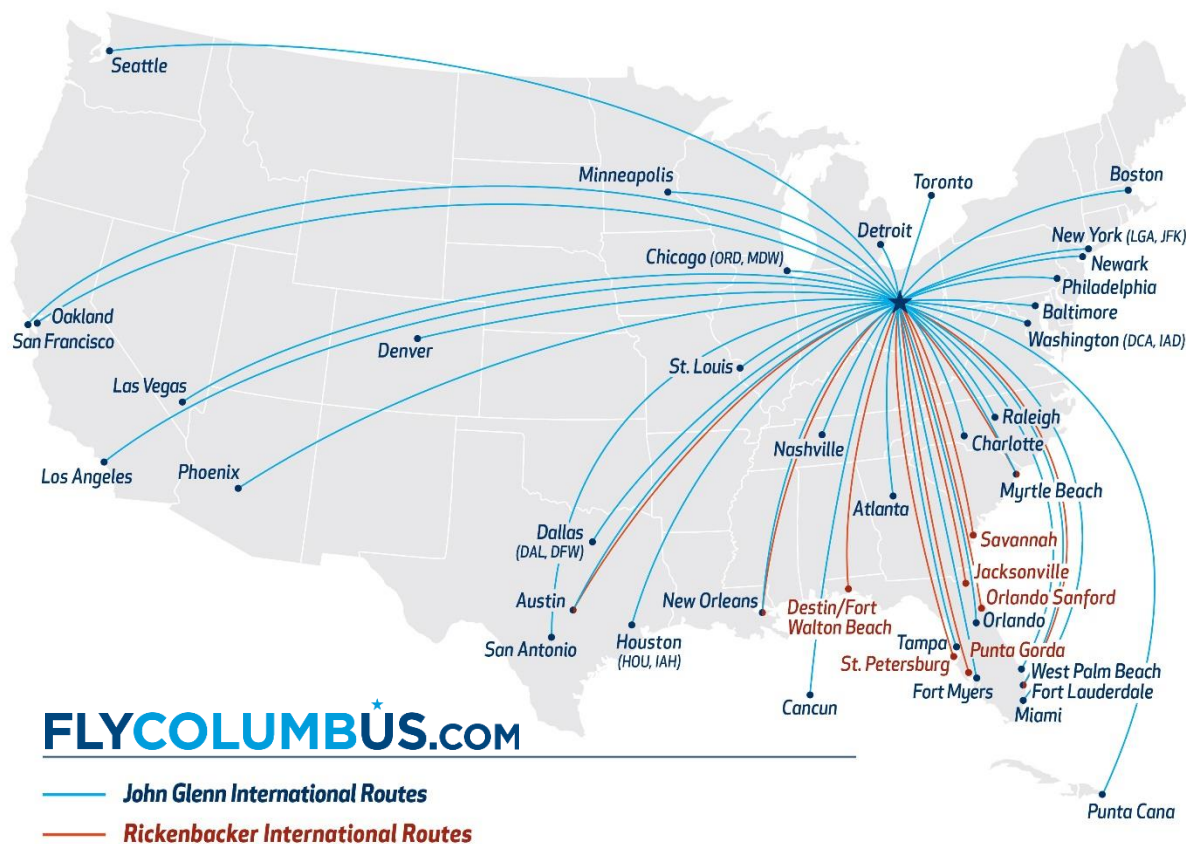 Seattle
Minneapolis
Toronto
Boston
Detroit
New York (LGA, JFK)
Chicago (ORD, MDW)
Newark
Philadelphia
Baltimore
Oakland
San Francisco
Washington (DCA, IAD)
Denver
St. Louis
Las Vegas
Raleigh
Charlotte
Nashville
Los Angeles
Phoenix
Myrtle Beach
Atlanta
Dallas
(DAL, DFW)
Savannah
Jacksonville
Orlando Sanford
Austin
New Orleans
Destin/Fort
Walton Beach
Orlando
San Antonio
Houston
(HOU, IAH)
Tampa
Punta Gorda
St. Petersburg
West Palm Beach
Fort Myers
Fort Lauderdale
Cancun
Miami
FLYCOLUMBUS.COM
John Glenn International Routes
Punta Cana
Rickenbacker International Routes